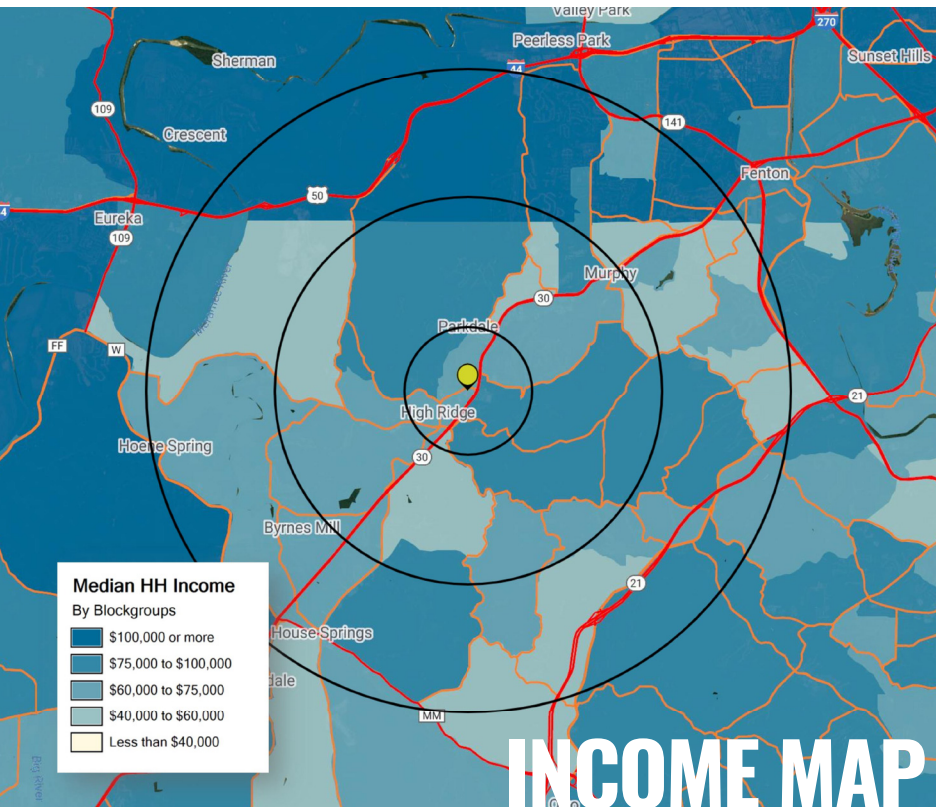 Valley Park
270
Peerless Park
Sunset Hills
Sherman
44
109
141
Crescent
Fenton
50
4
Eureka
109
Murphy
30
Parkdale
FF
W
High Ridge
21
Hoene Spring
30
Byrnes Mill
21
House Springs
dale
MM
Big River
Median HH Income
By Blockgroups
$100,000 or more
$75,000 to $100,000
$60,000 to $75,000
$40,000 to $60,000
Less than $40,000
INCOME MAP